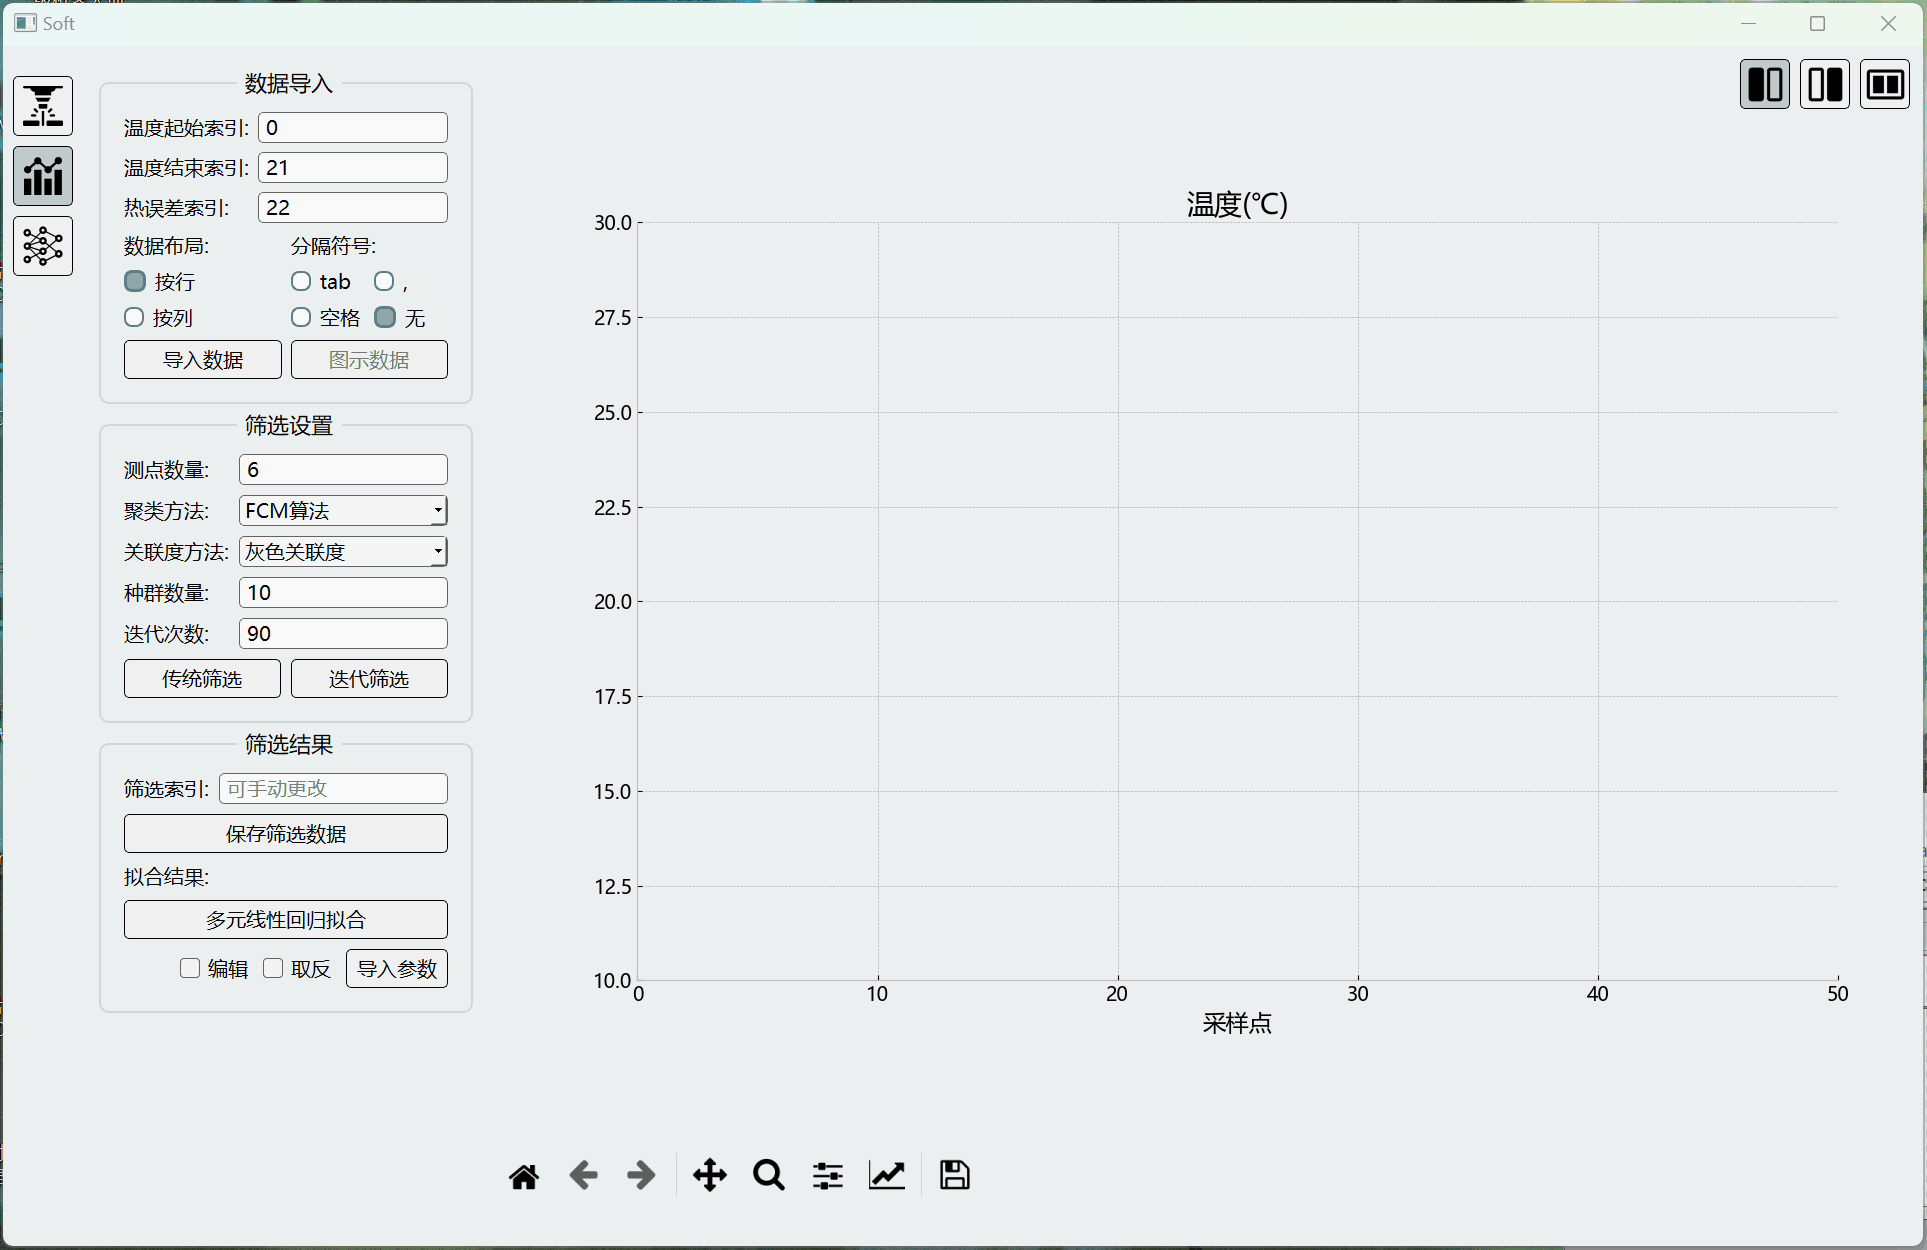 Soft
数据导入
温度起始索引: 0
温度结束索引: 21
热误差索引: 22
数据布局: 分隔符号:
按行 tab ,
按列 空格 无
导入数据 图示数据
筛选设置
测点数量: 6
聚类方法: FCM算法
关联度方法: 灰色关联度
种群数量: 10
迭代次数: 90
传统筛选 迭代筛选
筛选结果
筛选索引: 可手动更改
保存筛选数据
拟合结果:
多元线性回归拟合
编辑 取反 导入参数
温度(℃)
30.0
27.5
25.0
22.5
20.0
17.5
15.0
12.5
10.0
0 10 20 30 40 50
采样点